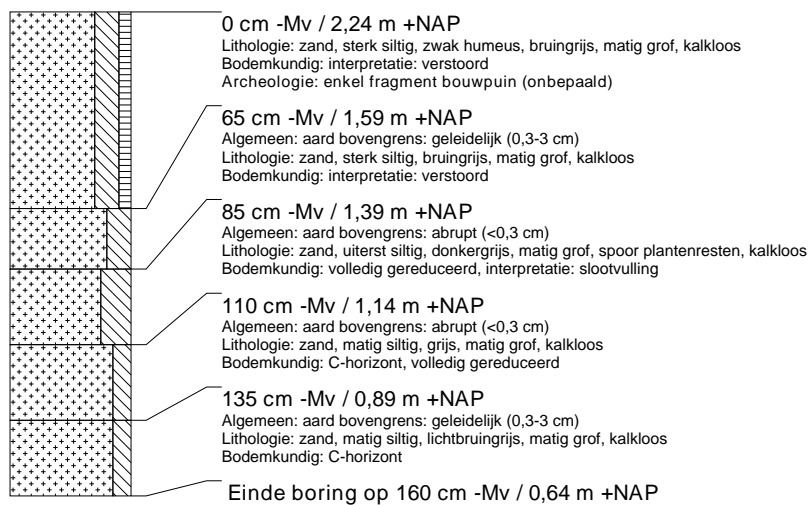 0 cm -Mv / 2,24 m +NAP
Lithologie: zand, sterk siltig, zwak humeus, bruingrijs, matig grof, kalkloos
Bodemkundig: interpretatie: verstoord
Archeologie: enkel fragment bouwpuin (onbepaald)
65 cm -Mv / 1,59 m +NAP
Algemeen: aard bovengrens: geleidelijk (0,3-3 cm)
Lithologie: zand, sterk siltig, bruingrijs, matig grof, kalkloos
Bodemkundig: interpretatie: verstoord
85 cm -Mv / 1,39 m +NAP
Algemeen: aard bovengrens: abrupt (<0,3 cm)
Lithologie: zand, uiterst siltig, donkergrijs, matig grof, spoor plantenresten, kalkloos
Bodemkundig: volledig gereduceerd, interpretatie: slootvulling
110 cm -Mv / 1,14 m +NAP
Algemeen: aard bovengrens: abrupt (<0,3 cm)
Lithologie: zand, matig siltig, grijs, matig grof, kalkloos
Bodemkundig: C-horizont, volledig gereduceerd
135 cm -Mv / 0,89 m +NAP
Algemeen: aard bovengrens: geleidelijk (0,3-3 cm)
Lithologie: zand, matig siltig, lichtbruingrijs, matig grof, kalkloos
Bodemkundig: C-horizont
Einde boring op 160 cm -Mv / 0,64 m +NAP